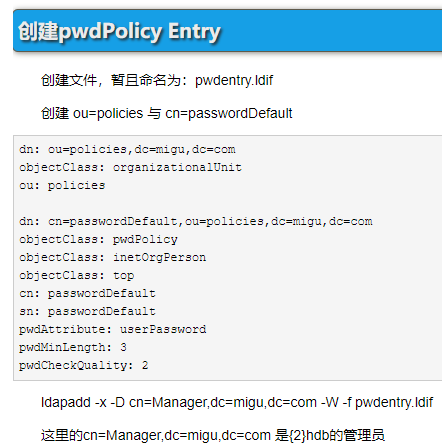 创建pwdPolicy Entry
创建文件，暂且命名为：pwdentry.ldif
创建 ou=policies 与 cn=passwordDefault
dn: ou=policies,dc=migu,dc=com
objectClass: organizationalUnit
ou: policies
dn: cn=passwordDefault,ou=policies,dc=migu,dc=com
objectClass: pwdPolicy
objectClass: inetOrgPerson
objectClass: top
cn: passwordDefault
sn: passwordDefault
pwdAttribute: userPassword
pwdMinLength: 3
pwdCheckQuality: 2
ldapadd -x -D cn=Manager,dc=migu,dc=com -W -f pwdentry.ldif
这里的cn=Manager,dc=migu,dc=com 是{2}hdb的管理员